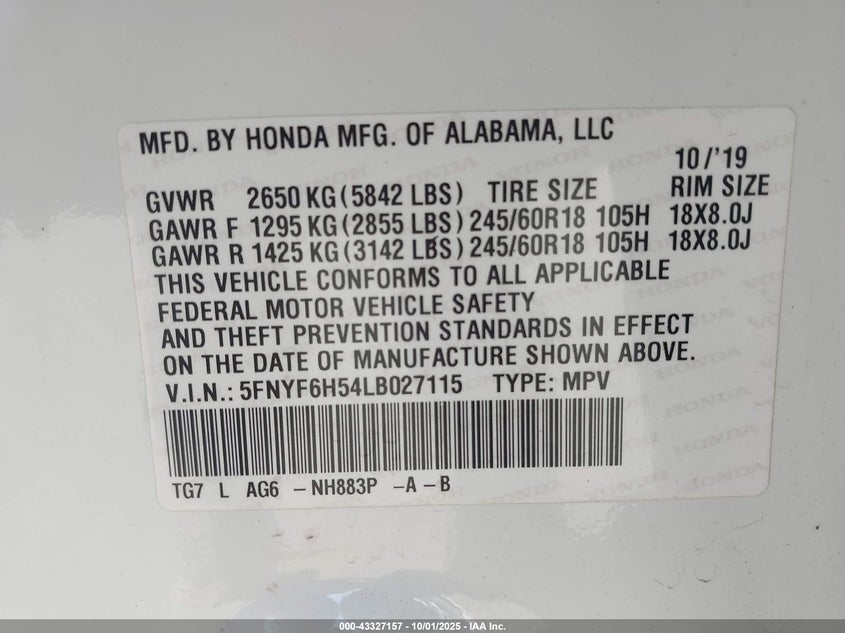 MFD. BY HONDA MFG. OF ALABAMA, LLC
10/'19
GVWR 2650 KG (5842 LBS) TIRE SIZE RIM SIZE
GAWR F 1295 KG (2855 LBS) 245/60R18 105H 18X8.0J
GAWR R 1425 KG (3142 LBS) 245/60R18 105H 18X8.0J
THIS VEHICLE CONFORMS TO ALL APPLICABLE
FEDERAL MOTOR VEHICLE SAFETY
AND THEFT PREVENTION STANDARDS IN EFFECT
ON THE DATE OF MANUFACTURE SHOWN ABOVE.
V.I.N.: 5FNYF6H54LB027115 TYPE: MPV
TG7 L AG6 -NH883P -A-B
000-43327157 - 10/01/2025 - IAA Inc.